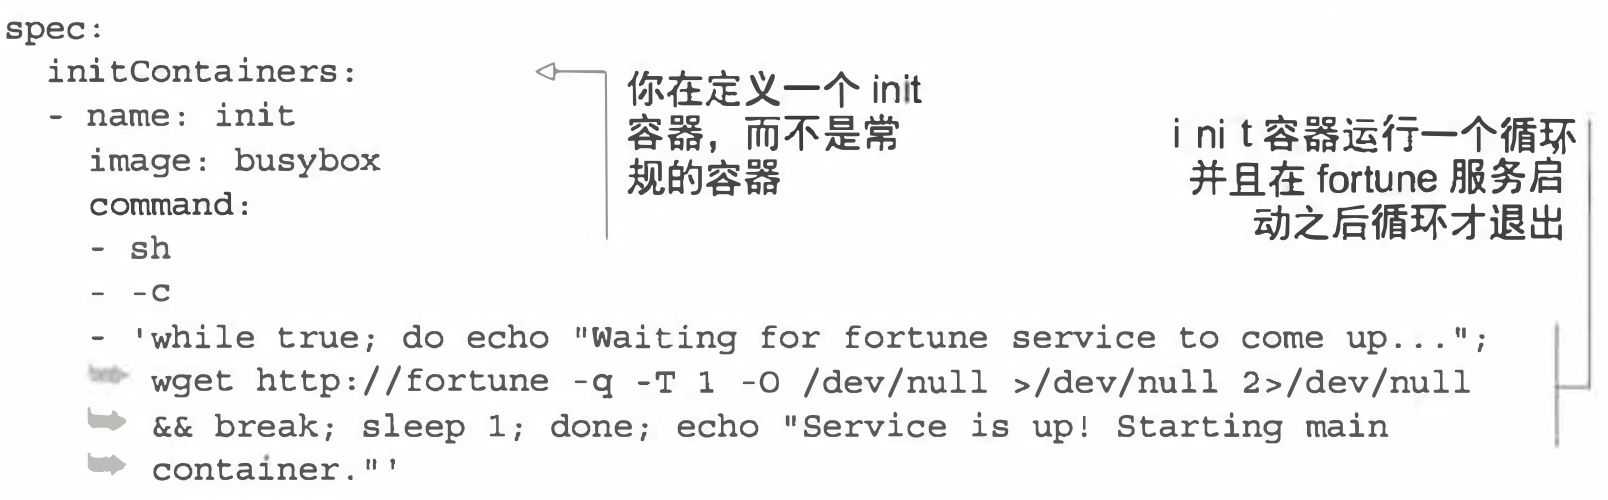 spec:
initContainers:
- name: init
image: busybox
command:
- sh
- -c
- 'while true; do echo "Waiting for fortune service to come up...";
wget http://fortune -q -T 1 -O /dev/null >/dev/null 2>/dev/null
&& break; sleep 1; done; echo "Service is up! Starting main
container."'
你在定义一个 init
容器，而不是常
规的容器
init容器运行一个循环
并且在 fortune 服务启
动之后循环才退出